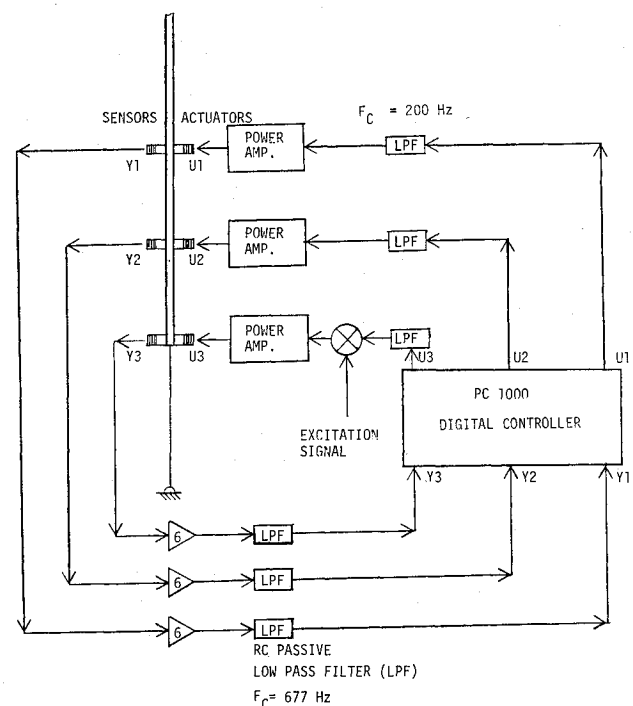 SENSORS ACTUATORS
F_C = 200 Hz
POWER
AMP.
LPF
Y1 U1
POWER
AMP.
LPF
Y2 U2
POWER
AMP.
LPF
Y3 U3
U3 U2 U1
PC 1000
DIGITAL CONTROLLER
EXCITATION
SIGNAL
Y3 Y2 Y1
6 LPF
6 LPF
6 LPF
RC PASSIVE
LOW PASS FILTER (LPF)
F_C= 677 Hz